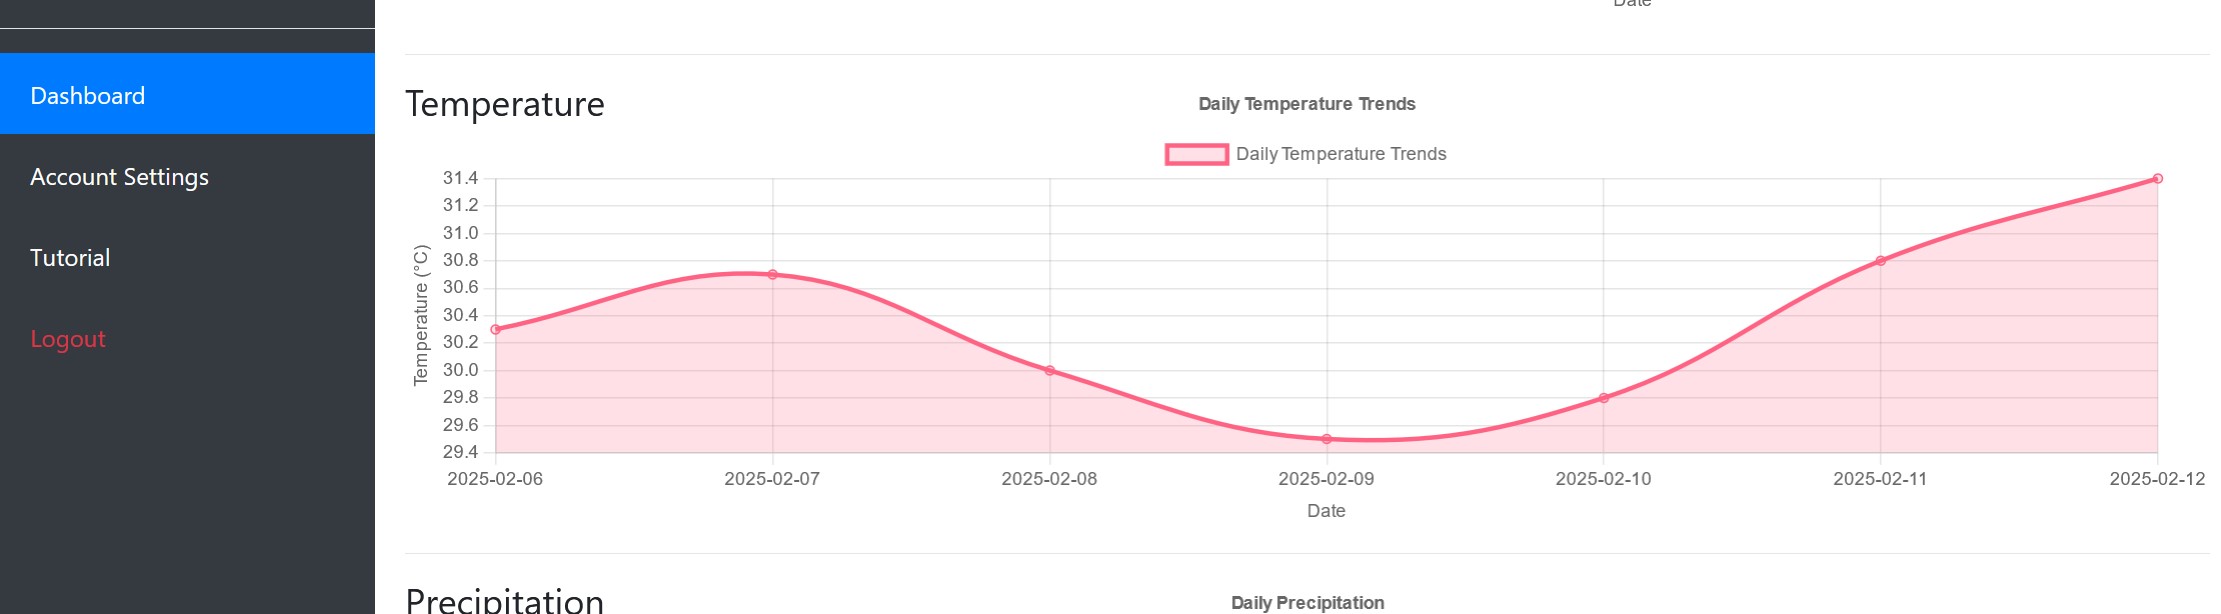 Date
Dashboard
Account Settings
Tutorial
Logout
Temperature
Daily Temperature Trends
Daily Temperature Trends
31.4
31.2
31.0
30.8
30.6
30.4
30.2
30.0
29.8
29.6
29.4
Temperature (°C)
2025-02-06 2025-02-07 2025-02-08 2025-02-09 2025-02-10 2025-02-11 2025-02-12
Date
Precipitation
Daily Precipitation